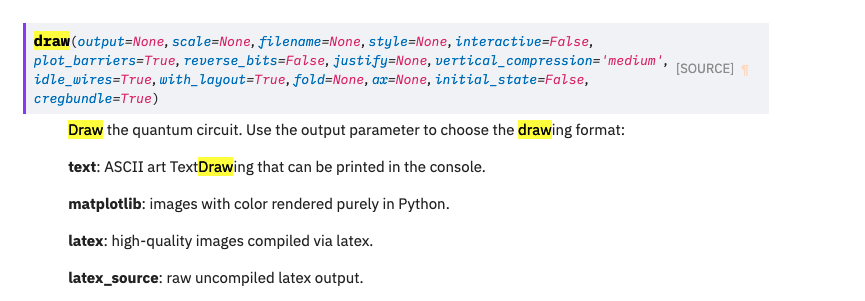 draw(output=None, scale=None, filename=None, style=None, interactive=False,
plot_barriers=True, reverse_bits=False, justify=None, vertical_compression='medium',
idle_wires=True, with_layout=True, fold=None, ax=None, initial_state=False,
cregbundle=True)
[SOURCE] ¶
Draw the quantum circuit. Use the output parameter to choose the drawing format:
text: ASCII art TextDrawing that can be printed in the console.
matplotlib: images with color rendered purely in Python.
latex: high-quality images compiled via latex.
latex_source: raw uncompiled latex output.